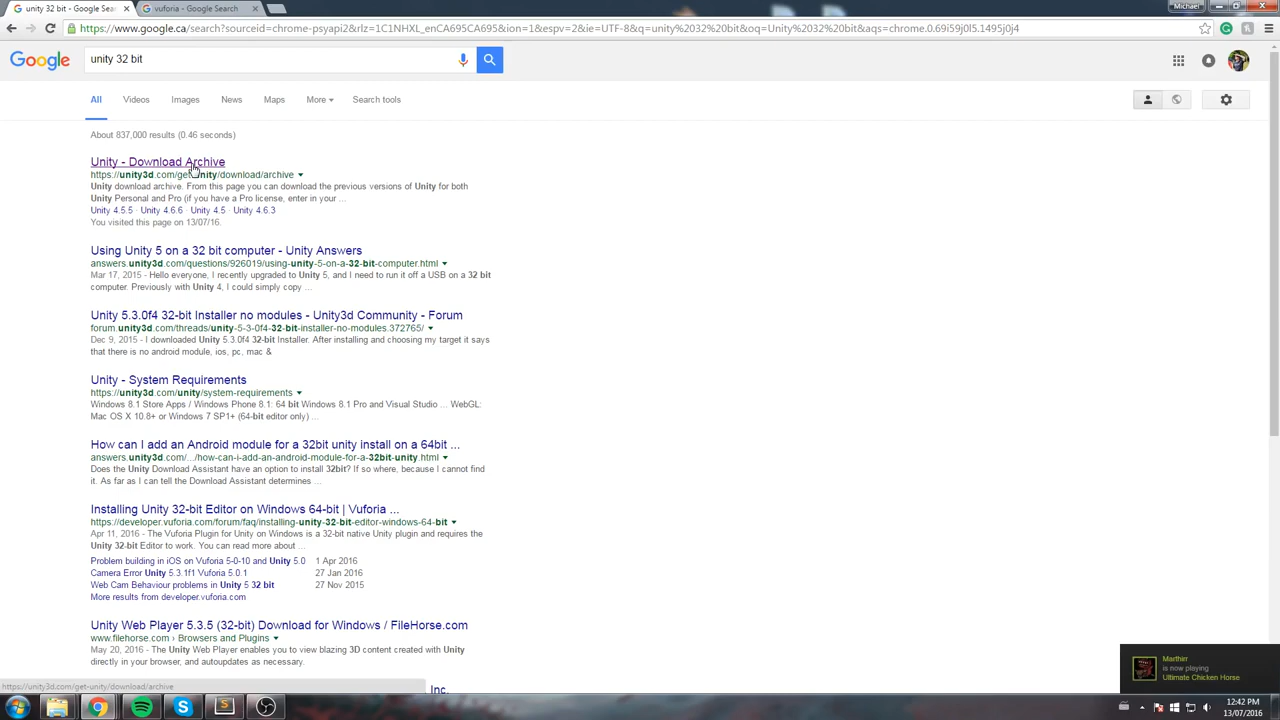 unity 32 bit - Google Search
vuforia - Google Search
Michael
https://www.google.ca/search?sourceid=chrome-psyapi2&rlz=1C1NHXL_enCA695CA695&ion=1&espv=2&ie=UTF-8&q=unity%2032%20bit&oq=Unity%2032%20bit&aqs=chrome.0.69i59j0l5.1495j0j4
Google
unity 32 bit
All Videos Images News Maps More Search tools
About 837,000 results (0.46 seconds)
Unity - Download Archive
https://unity3d.com/get-unity/download/archive
Unity download archive. From this page you can download the previous versions of Unity for both
Unity Personal and Pro (if you have a Pro license, enter in your ...
Unity 4.5.5 · Unity 4.6.6 · Unity 4.5 · Unity 4.6.3
You visited this page on 13/07/16.
Using Unity 5 on a 32 bit computer - Unity Answers
answers.unity3d.com/questions/926019/using-unity-5-on-a-32-bit-computer.html
Mar 17, 2015 - Hello everyone, I recently upgraded to Unity 5, and I need to run it off a USB on a 32 bit
computer. Previously with Unity 4, I could simply copy ...
Unity 5.3.0f4 32-bit Installer no modules - Unity3d Community - Forum
forum.unity3d.com/threads/unity-5-3-0f4-32-bit-installer-no-modules.372765/
Dec 9, 2015 - I downloaded Unity 5.3.0f4 32-bit Installer. After installing and choosing my target it says
that there is no android module, ios, pc, mac &
Unity - System Requirements
https://unity3d.com/unity/system-requirements
Windows 8.1 Store Apps / Windows Phone 8.1: 64 bit Windows 8.1 Pro and Visual Studio ... WebGL:
Mac OS X 10.8+ or Windows 7 SP1+ (64-bit editor only) ...
How can I add an Android module for a 32bit unity install on a 64bit ...
answers.unity3d.com/.../how-can-i-add-an-android-module-for-a-32bit-unity.html
Does the Unity Download Assistant have an option to install 32bit? If so where, because I cannot find
it. As far as I can tell the Download Assistant determines ...
Installing Unity 32-bit Editor on Windows 64-bit | Vuforia ...
https://developer.vuforia.com/forum/faq/installing-unity-32-bit-editor-windows-64-bit
Apr 11, 2016 - The Vuforia Plugin for Unity on Windows is a 32-bit native Unity plugin and requires the
Unity 32-bit Editor to work. You can read more about ...
Problem building in iOS on Vuforia 5-0-10 and Unity 5.0 1 Apr 2016
Camera Error Unity 5.3.1f1 Vuforia 5.0.1 27 Jan 2016
Web Cam Behaviour problems in Unity 5 32 bit 27 Nov 2015
More results from developer.vuforia.com
Unity Web Player 5.3.5 (32-bit) Download for Windows / FileHorse.com
www.filehorse.com › Browsers and Plugins
May 20, 2016 - The Unity Web Player enables you to view blazing 3D content created with Unity
directly in your browser, and autoupdates as necessary.
https://unity3d.com/get-unity/download/archive
Inc.
Marthirr
is now playing
Ultimate Chicken Horse
12:42 PM
13/07/2016